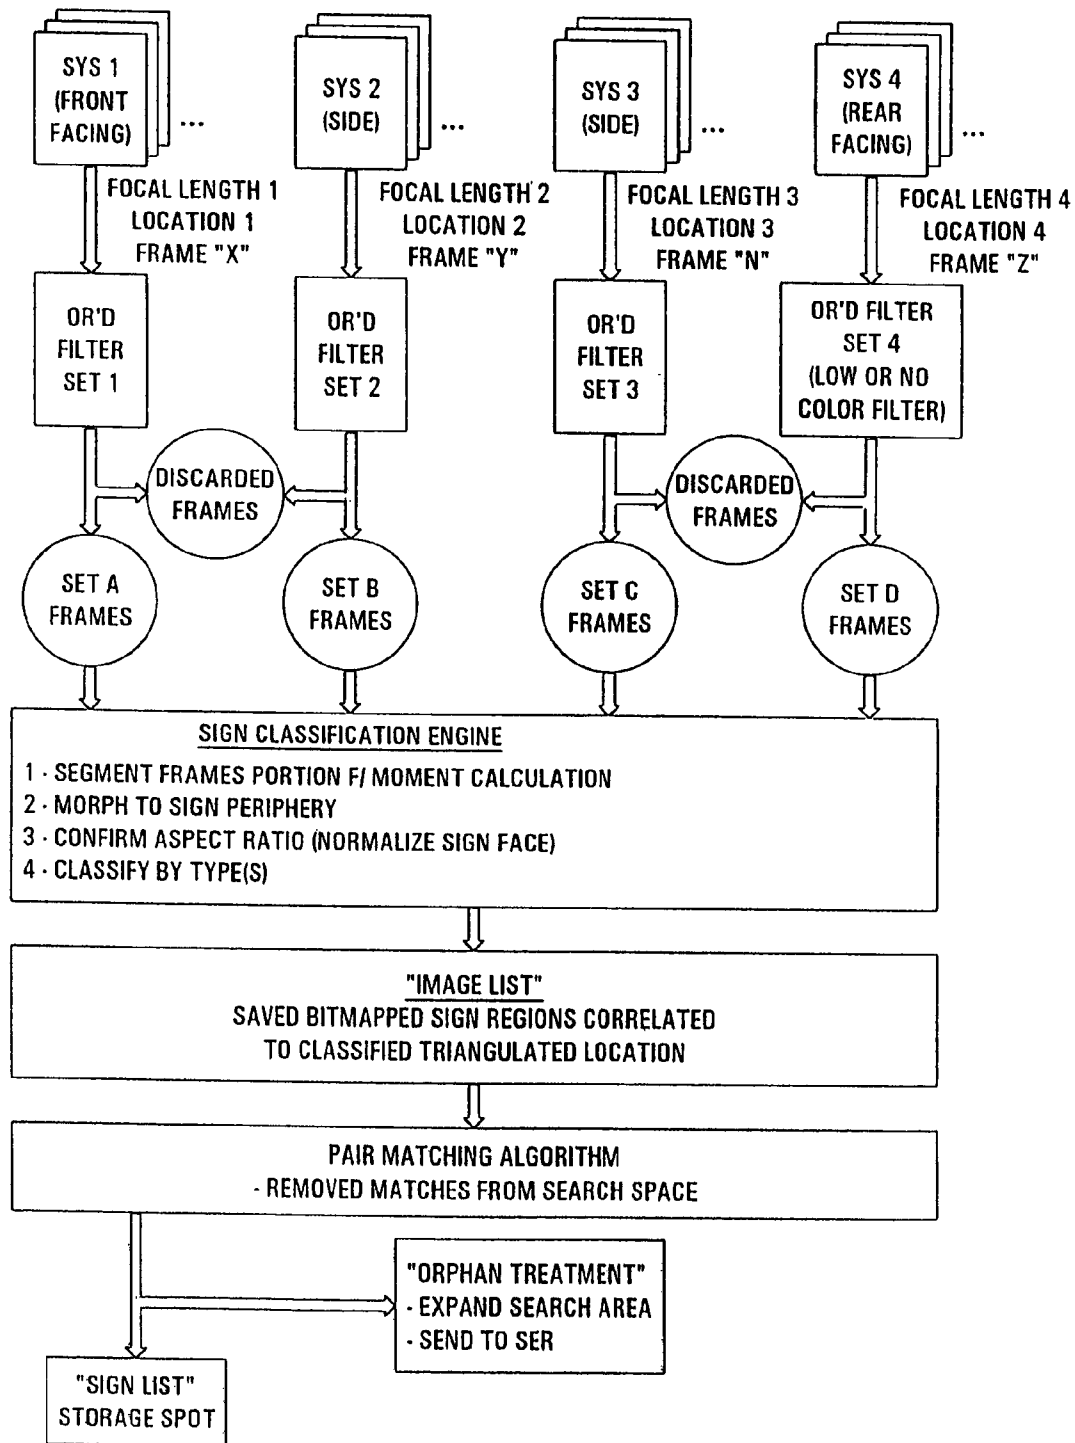 SYS 1
(FRONT
FACING)
...
SYS 2
(SIDE)
...
SYS 3
(SIDE)
...
SYS 4
(REAR
FACING)
...
FOCAL LENGTH 1
LOCATION 1
FRAME "X"
FOCAL LENGTH 2
LOCATION 2
FRAME "Y"
FOCAL LENGTH 3
LOCATION 3
FRAME "N"
FOCAL LENGTH 4
LOCATION 4
FRAME "Z"
OR'D
FILTER
SET 1
OR'D
FILTER
SET 2
OR'D
FILTER
SET 3
OR'D FILTER
SET 4
(LOW OR NO
COLOR FILTER)
DISCARDED
FRAMES
DISCARDED
FRAMES
SET A
FRAMES
SET B
FRAMES
SET C
FRAMES
SET D
FRAMES
SIGN CLASSIFICATION ENGINE
1 - SEGMENT FRAMES PORTION F/ MOMENT CALCULATION
2 - MORPH TO SIGN PERIPHERY
3 - CONFIRM ASPECT RATIO (NORMALIZE SIGN FACE)
4 - CLASSIFY BY TYPE(S)
"IMAGE LIST"
SAVED BITMAPPED SIGN REGIONS CORRELATED
TO CLASSIFIED TRIANGULATED LOCATION
PAIR MATCHING ALGORITHM
- REMOVED MATCHES FROM SEARCH SPACE
"ORPHAN TREATMENT"
- EXPAND SEARCH AREA
- SEND TO SER
"SIGN LIST"
STORAGE SPOT